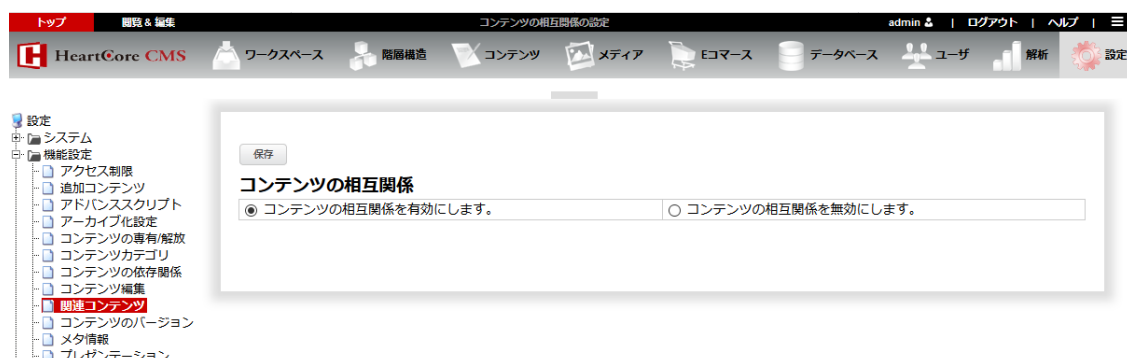 トップ 閲覧 & 編集 コンテンツの相互関係の設定 admin | ログアウト | ヘルプ |
HeartCore CMS ワークスペース 階層構造 コンテンツ メディア Eコマース データベース ユーザ 解析 設定
設定
システム
機能設定
アクセス制限
追加コンテンツ
アドバンススクリプト
アーカイブ化設定
コンテンツの専有/解放
コンテンツカテゴリ
コンテンツの依存関係
コンテンツ編集
関連コンテンツ
コンテンツのバージョン
メタ情報
プレゼンテーション
保存
コンテンツの相互関係
コンテンツの相互関係を有効にします。 コンテンツの相互関係を無効にします。